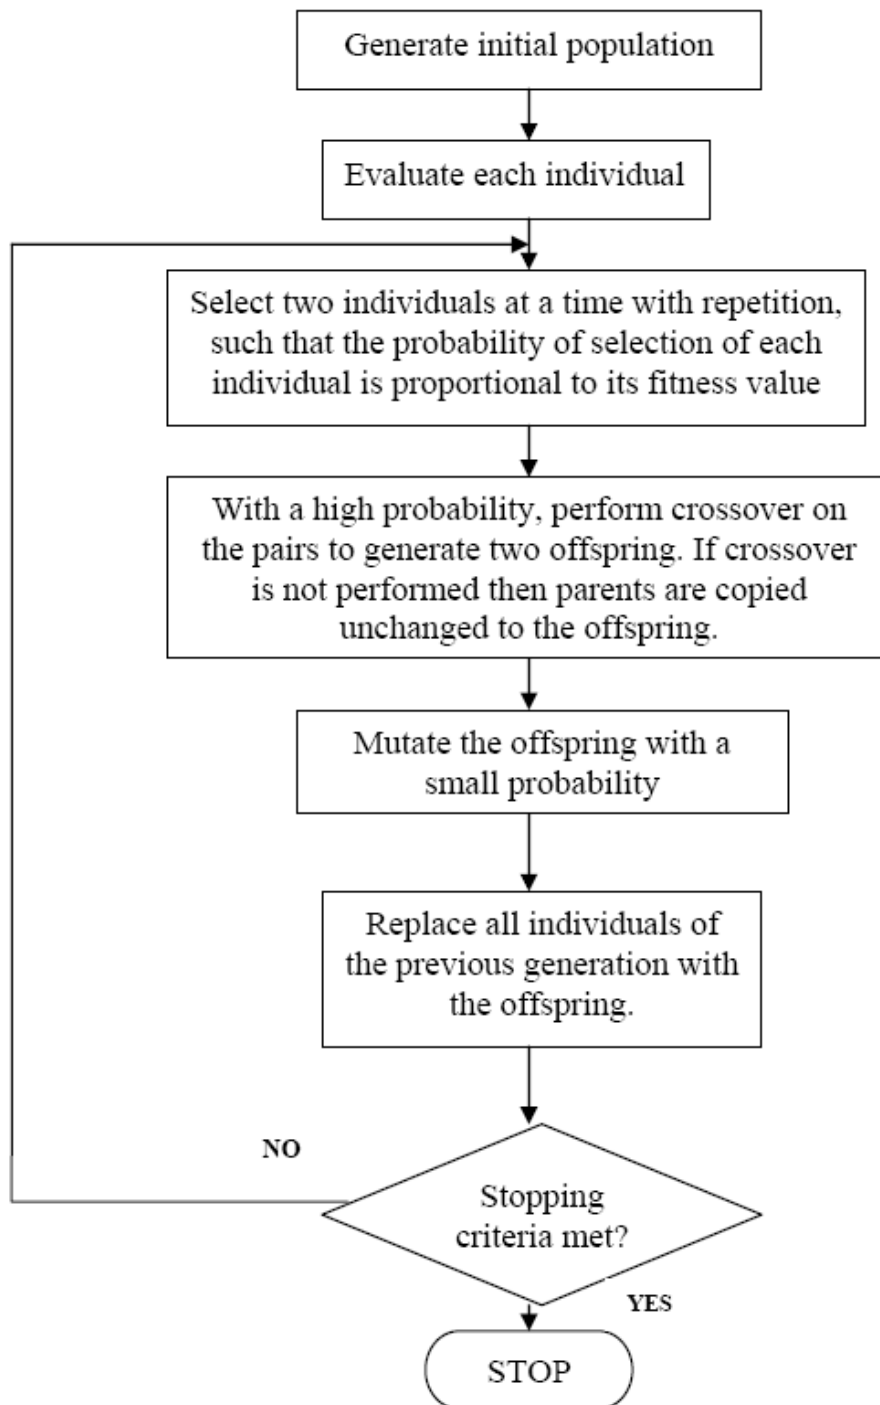 Generate initial population
Evaluate each individual
Select two individuals at a time with repetition,
such that the probability of selection of each
individual is proportional to its fitness value
With a high probability, perform crossover on
the pairs to generate two offspring. If crossover
is not performed then parents are copied
unchanged to the offspring.
Mutate the offspring with a
small probability
Replace all individuals of
the previous generation with
the offspring.
NO
Stopping
criteria met?
YES
STOP